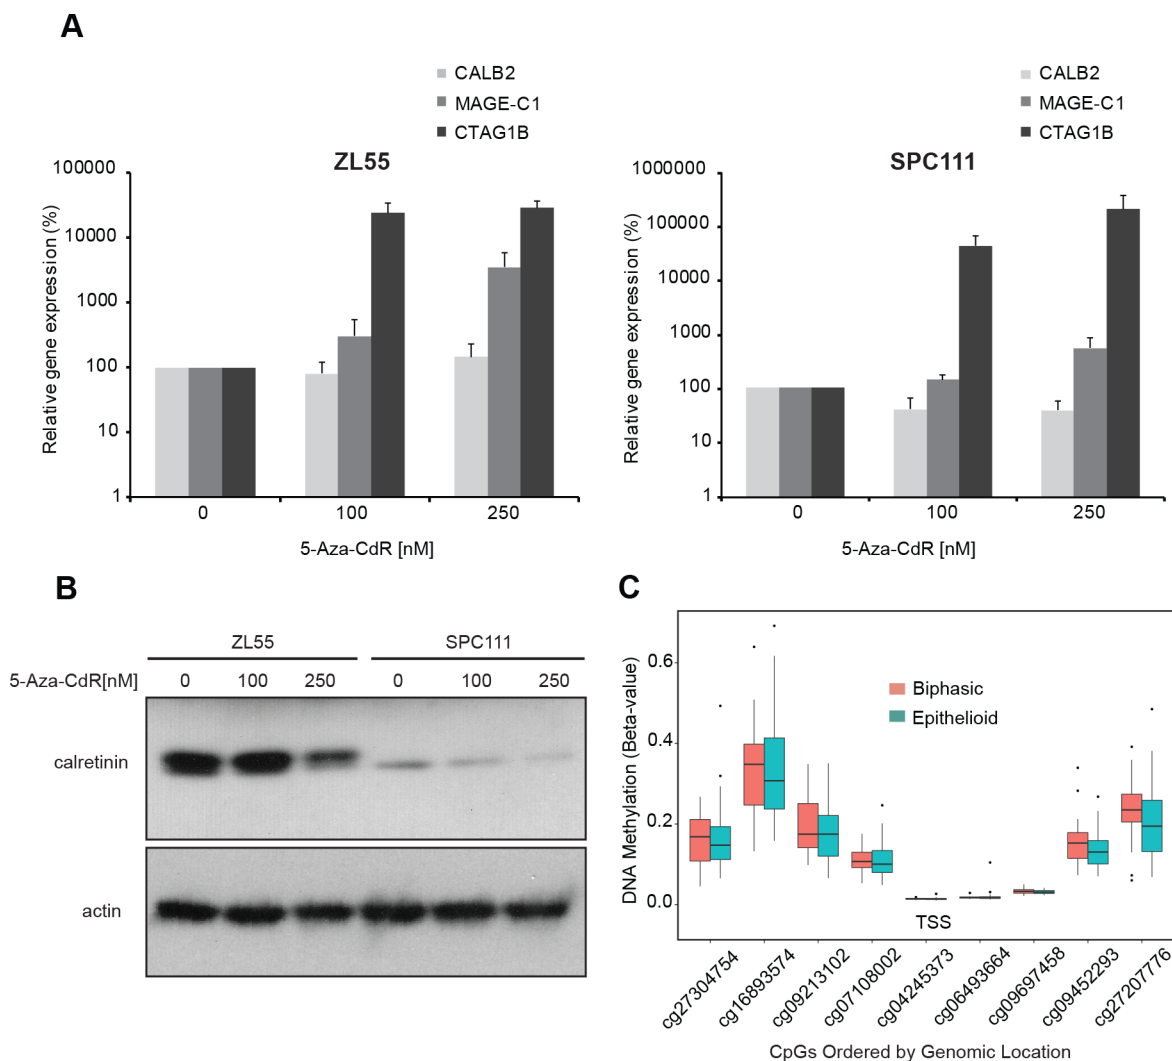 A
CALB2
MAGE-C1
CTAG1B
ZL55
Relative gene expression (%)
100000
10000
1000
100
10
1
0 100 250
5-Aza-CdR [nM]
CALB2
MAGE-C1
CTAG1B
SPC111
Relative gene expression (%)
1000000
100000
10000
1000
100
10
1
0 100 250
5-Aza-CdR [nM]
B
ZL55 SPC111
5-Aza-CdR[nM] 0 100 250 0 100 250
calretinin
actin
C
DNA Methylation (Beta-value)
0.6
0.4
0.2
0.0
Biphasic
Epithelioid
TSS
cg27304754
cg16893574
cg09213102
cg07108002
cg04245373
cg06493664
cg09697458
cg09452293
cg27207776
CpGs Ordered by Genomic Location